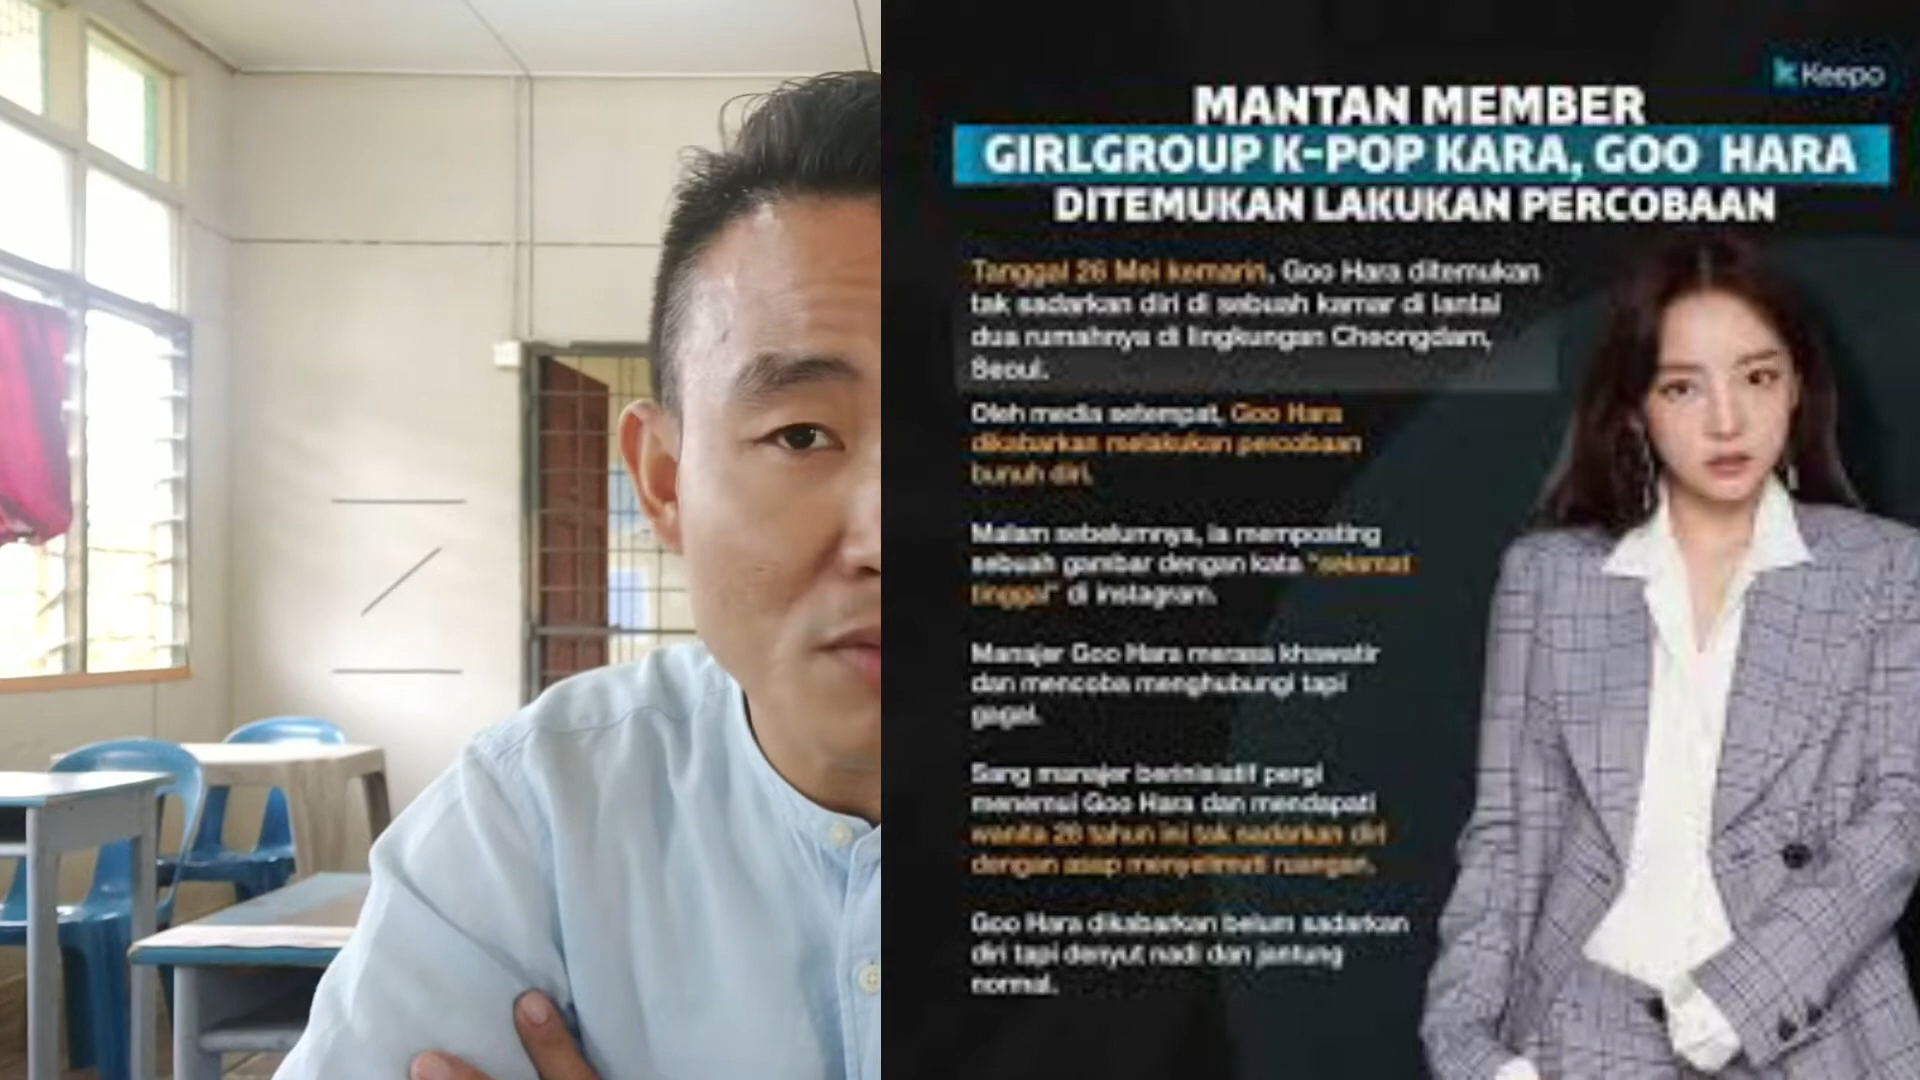 Keepo
MANTAN MEMBER
GIRLGROUP K-POP KARA, GOO HARA
DITEMUKAN LAKUKAN PERCOBAAN
Tanggal 26 Mei kemarin, Goo Hara ditemukan
tak sadarkan diri di sebuah kamar di lantai
dua rumahnya di lingkungan Cheongdam,
Seoul.
Oleh media setempat, Goo Hara
dikabarkan melakukan percobaan
bunuh diri.
Malam sebelumnya, ia memposting
sebuah gambar dengan kata "selamat
tinggal" di instagram.
Manajer Goo Hara merasa khawatir
dan mencoba menghubungi tapi
gagal.
Sang manajer berinisiatif pergi
menemui Goo Hara dan mendapati
wanita 28 tahun ini tak sadarkan diri
dengan asap menyelimuti ruangan.
Goo Hara dikabarkan belum sadarkan
diri tapi denyut nadi dan jantung
normal.